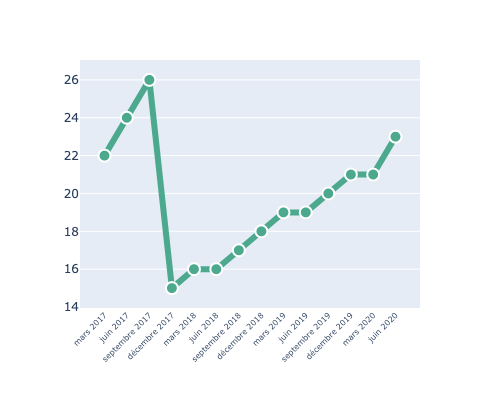 26
24
22
20
18
16
14
mars 2017
juin 2017
septembre 2017
décembre 2017
mars 2018
juin 2018
septembre 2018
décembre 2018
mars 2019
juin 2019
septembre 2019
décembre 2019
mars 2020
juin 2020